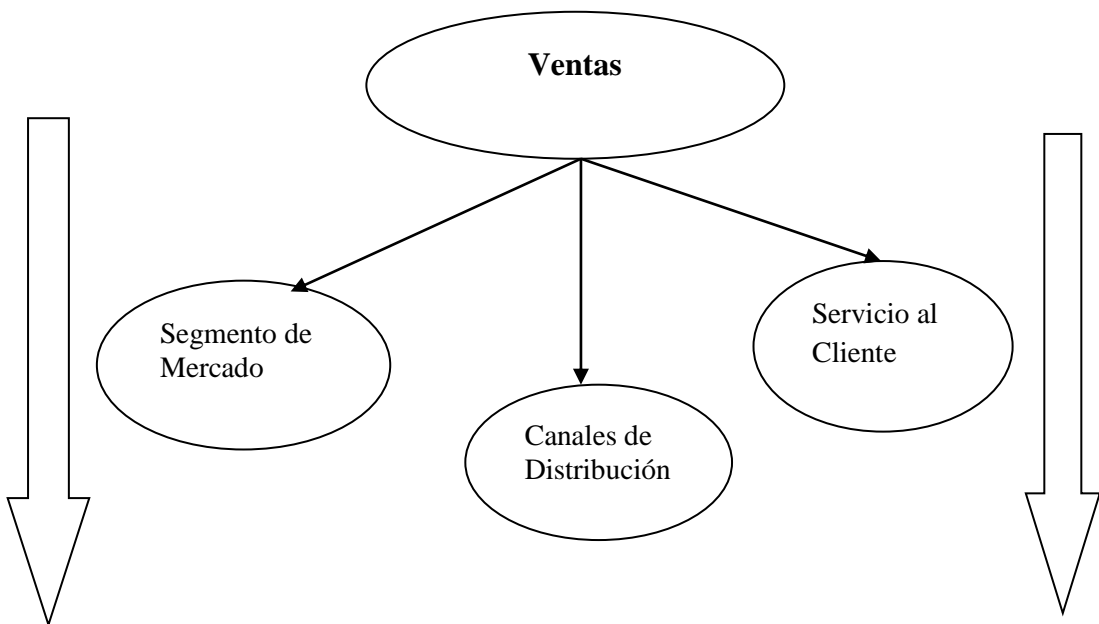 Ventas
Segmento de
Mercado
Servicio al
Cliente
Canales de
Distribución